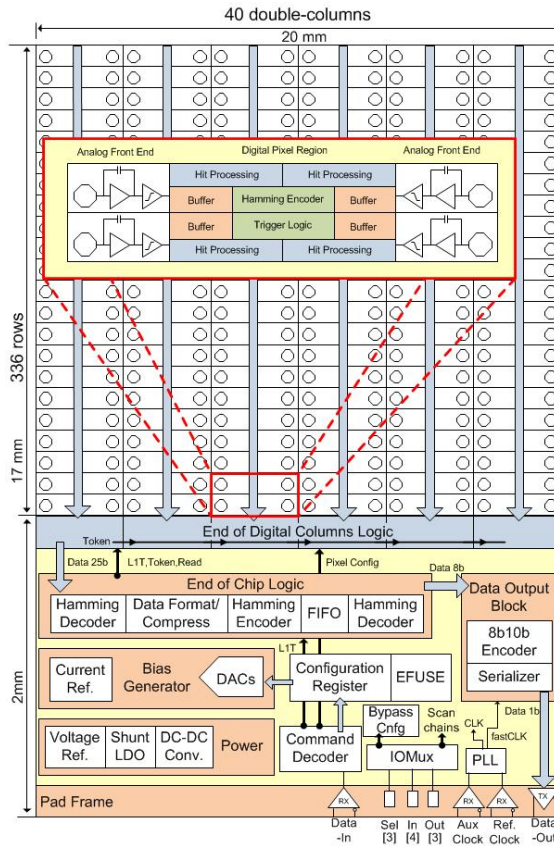 40 double-columns
20 mm
336 rows
17 mm
2mm
Analog Front End
Digital Pixel Region
Analog Front End
Hit Processing
Hit Processing
Buffer
Hamming Encoder
Buffer
Buffer
Trigger Logic
Buffer
Hit Processing
Hit Processing
End of Digital Columns Logic
Token
Data 25b
L1T,Token,Read
Pixel Config
Data 8b
End of Chip Logic
Hamming
Decoder
Data Format/
Compress
Hamming
Encoder
FIFO
Hamming
Decoder
Data Output
Block
8b10b
Encoder
Serializer
L1T
Current
Ref.
Bias
Generator
DACs
Configuration
Register
EFUSE
Data 1b
Voltage
Ref.
Shunt
LDO
DC-DC
Conv.
Power
Command
Decoder
Bypass
Cnfg
Scan
chains
IOMux
CLK
fastCLK
PLL
Pad Frame
RX
RX
RX
TX
Data
-In
Sel
[3]
In
[4]
Out
[3]
Aux
Clock
Ref.
Clock
Data
-Out